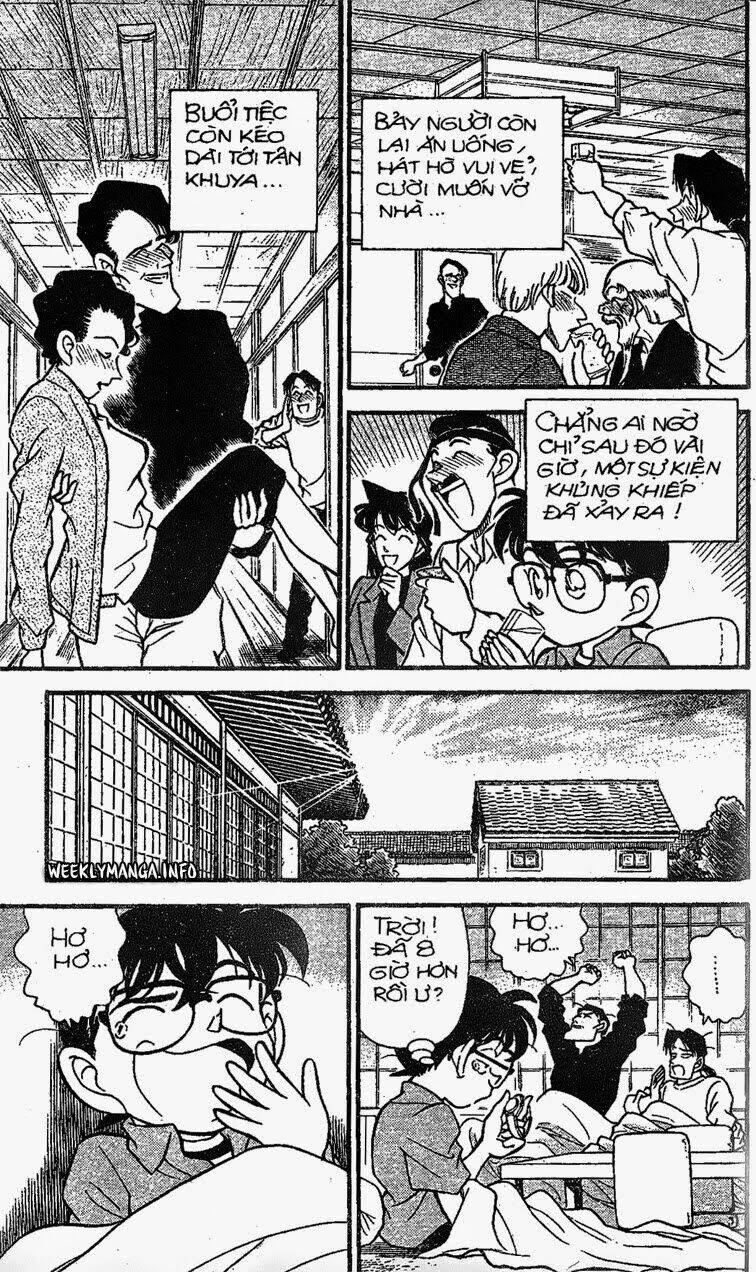 BUỔI TIỆC
CÒN KÉO
DÀI TỚI TẬN
KHUYA...
BẢY NGƯỜI CÒN
LẠI ĂN UỐNG,
HÁT HÒ VUI VẺ,
CƯỜI MUỐN VỠ
NHÀ...
CHẲNG AI NGỜ
CHỈ SAU ĐÓ VÀI
GIỜ, MỘT SỰ KIỆN
KHỦNG KHIẾP
ĐÃ XẢY RA!
WEEKLYMANGA.INFO
HƠ
HƠ...
TRỜI!
ĐÃ 8
GIỜ HƠN
RỒI Ư?
HƠ...
HƠ...
.....